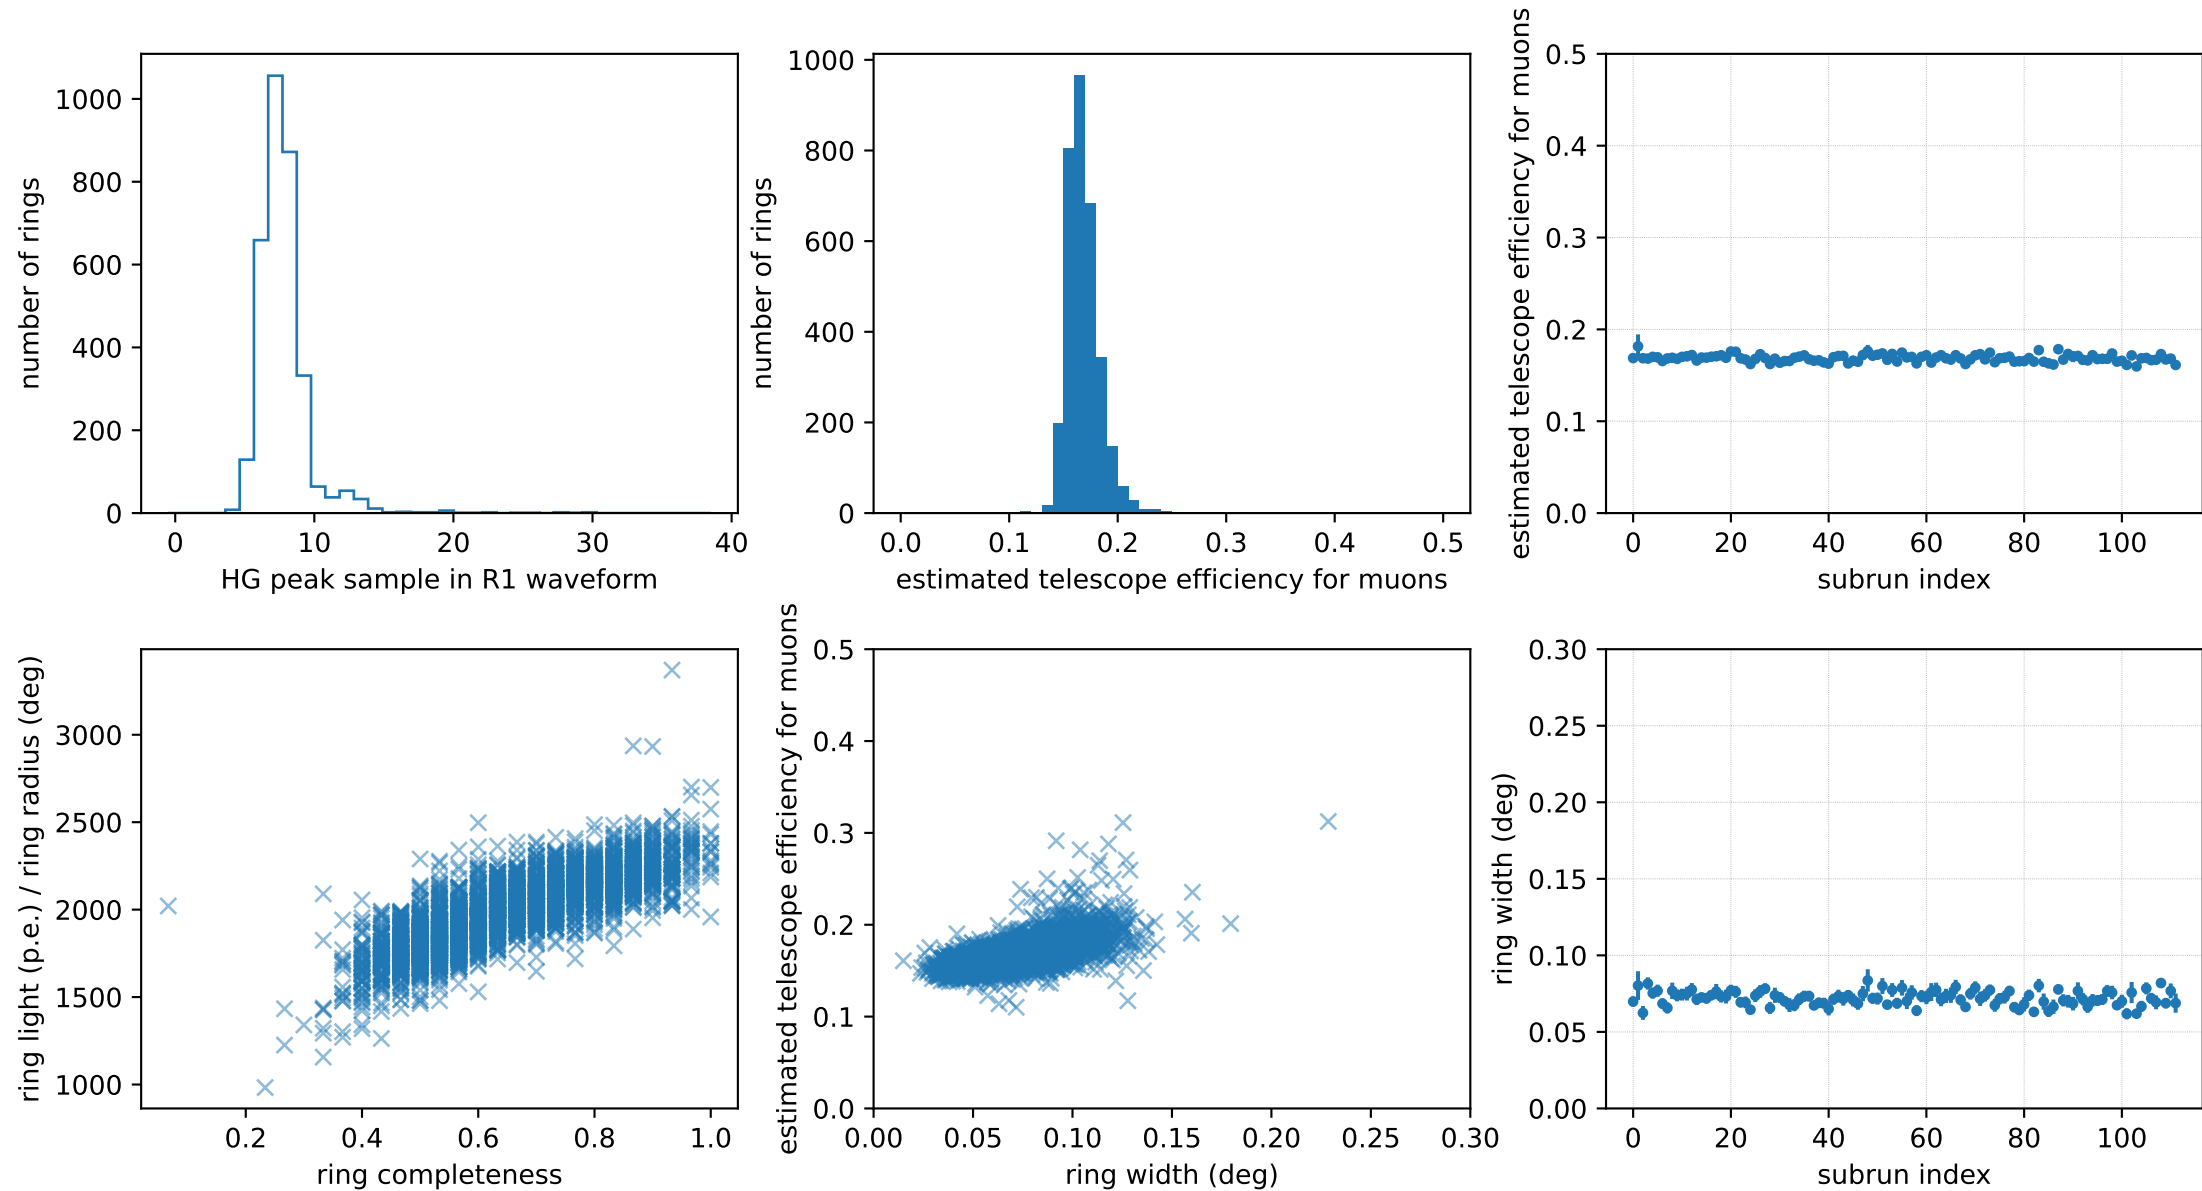 number of rings
1000
800
600
400
200
0
0 10 20 30 40
HG peak sample in R1 waveform
number of rings
1000
800
600
400
200
0
0.0 0.1 0.2 0.3 0.4 0.5
estimated telescope efficiency for muons
estimated telescope efficiency for muons
0.5
0.4
0.3
0.2
0.1
0.0
0 20 40 60 80 100
subrun index
ring light (p.e.) / ring radius (deg)
3000
2500
2000
1500
1000
0.2 0.4 0.6 0.8 1.0
ring completeness
estimated telescope efficiency for muons
0.5
0.4
0.3
0.2
0.1
0.0
0.00 0.05 0.10 0.15 0.20 0.25 0.30
ring width (deg)
ring width (deg)
0.30
0.25
0.20
0.15
0.10
0.05
0.00
0 20 40 60 80 100
subrun index